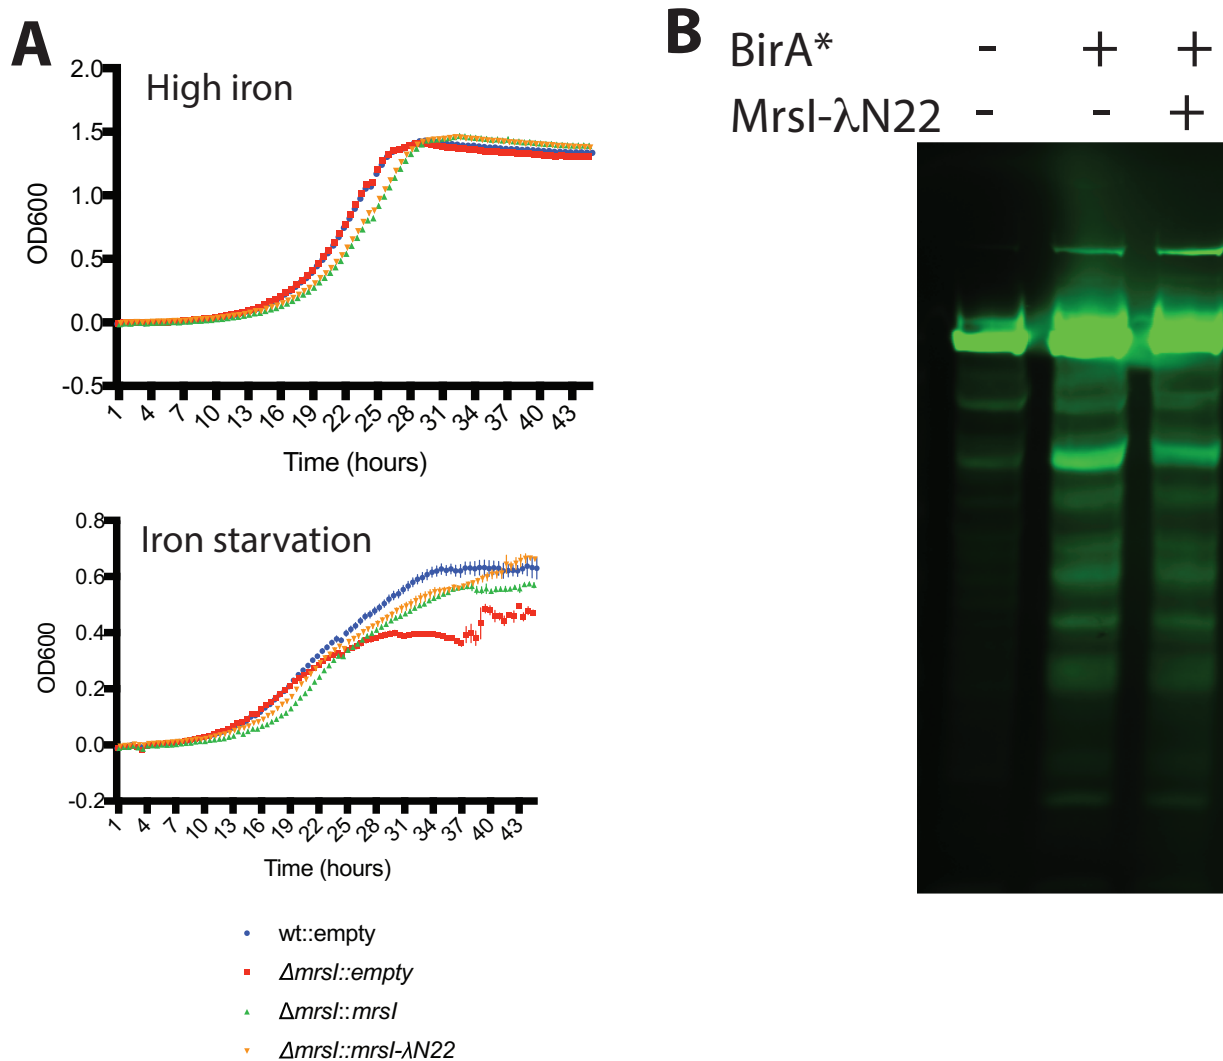 A
High iron
2.0
1.5
1.0
0.5
0.0
-0.5
OD600
1 4 7 10 13 16 19 22 25 28 31 34 37 40 43
Time (hours)
Iron starvation
0.8
0.6
0.4
0.2
0.0
-0.2
OD600
1 4 7 10 13 16 19 22 25 28 31 34 37 40 43
Time (hours)
wt::empty
ΔmrsI::empty
ΔmrsI::mrsI
ΔmrsI::mrsI-λN22
B
BirA* - + +
MrsI-λN22 - - +